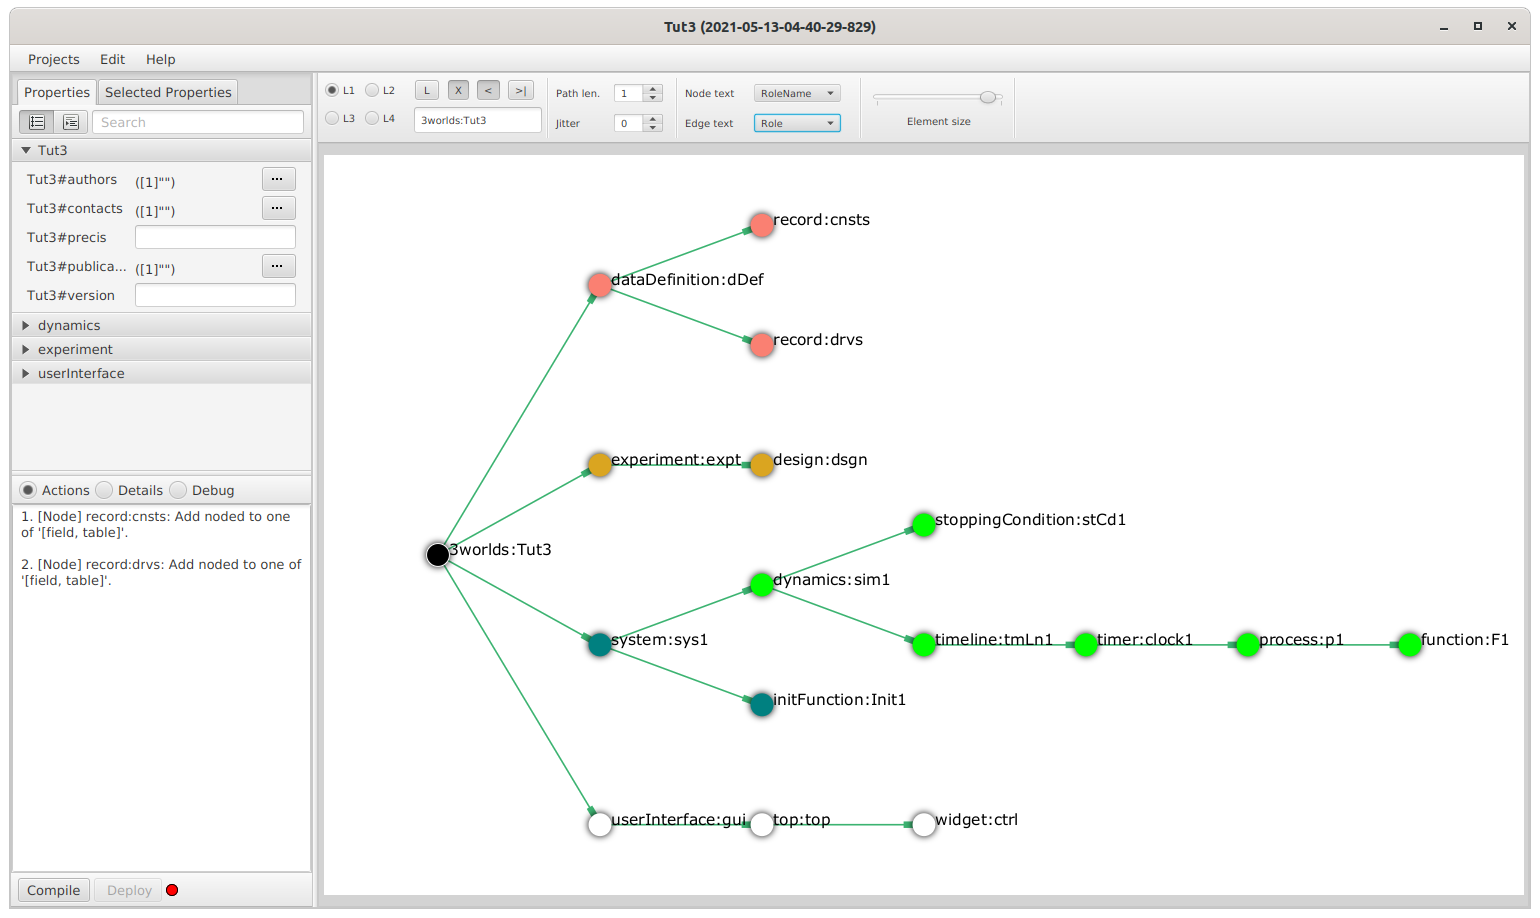 Tut3 (2021-05-13-04-40-29-829)
Projects Edit Help
Properties Selected Properties
Search
Tut3
Tut3#authors ([1]"") ...
Tut3#contacts ([1]"") ...
Tut3#precis
Tut3#publica... ([1]"") ...
Tut3#version
dynamics
experiment
userInterface
Actions Details Debug
1. [Node] record:cnsts: Add noded to one
of '[field, table]'.
2. [Node] record:drvs: Add noded to one of
'[field, table]'.
Compile Deploy
L1 L2 L X < >|
L3 L4 3worlds:Tut3
Path len. 1
Jitter 0
Node text RoleName
Edge text Role
Element size
record:cnsts
dataDefinition:dDef
record:drvs
experiment:expt design:dsgn
stoppingCondition:stCd1
3worlds:Tut3
dynamics:sim1
system:sys1 timeline:tmLn1 timer:clock1 process:p1 function:F1
initFunction:Init1
userInterface:gui top:top widget:ctrl